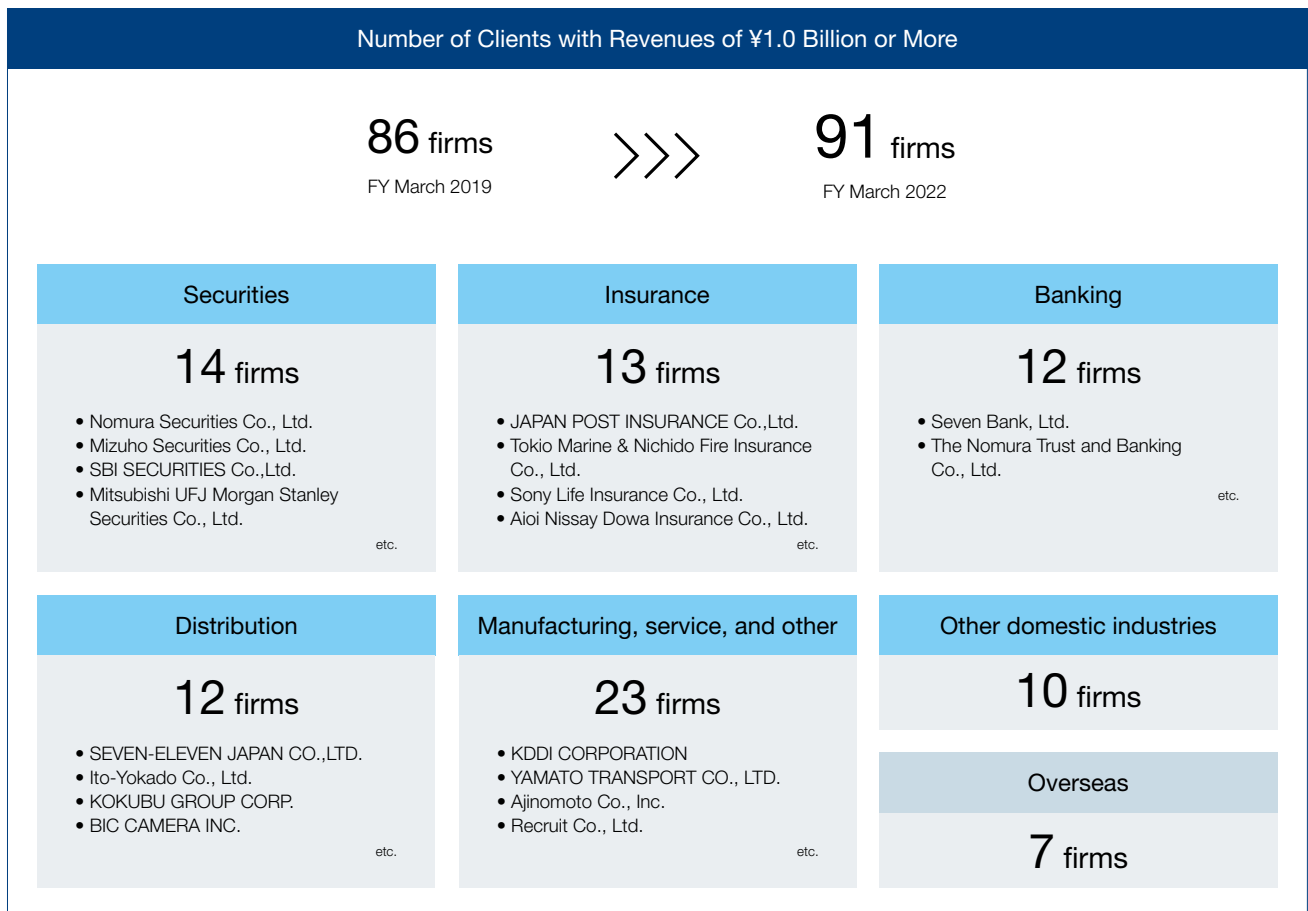 Number of Clients with Revenues of ¥1.0 Billion or More
86 firms
FY March 2019
91 firms
FY March 2022
Securities
14 firms
• Nomura Securities Co., Ltd.
• Mizuho Securities Co., Ltd.
• SBI SECURITIES Co.,Ltd.
• Mitsubishi UFJ Morgan Stanley
Securities Co., Ltd.
etc.
Insurance
13 firms
• JAPAN POST INSURANCE Co.,Ltd.
• Tokio Marine & Nichido Fire Insurance
Co., Ltd.
• Sony Life Insurance Co., Ltd.
• Aioi Nissay Dowa Insurance Co., Ltd.
etc.
Banking
12 firms
• Seven Bank, Ltd.
• The Nomura Trust and Banking
Co., Ltd.
etc.
Distribution
12 firms
• SEVEN-ELEVEN JAPAN CO.,LTD.
• Ito-Yokado Co., Ltd.
• KOKUBU GROUP CORP.
• BIC CAMERA INC.
etc.
Manufacturing, service, and other
23 firms
• KDDI CORPORATION
• YAMATO TRANSPORT CO., LTD.
• Ajinomoto Co., Inc.
• Recruit Co., Ltd.
etc.
Other domestic industries
10 firms
Overseas
7 firms